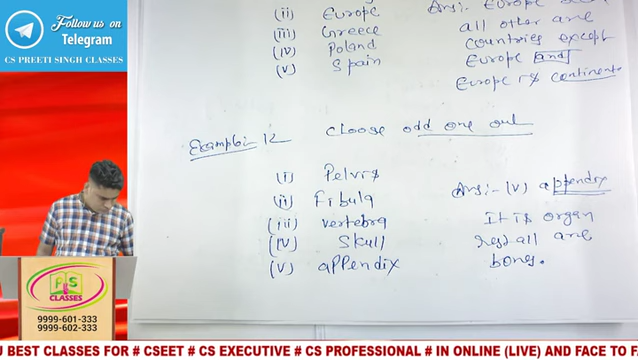 Follow us on
Telegram
CS PREETI SINGH CLASSES
(ii) Europe
(iii) Greece
(iv) Poland
(v) Spain
Ans:- Europe
all other are
countries except
Europe and
Europe is continent
Example:- 12 choose odd one out
(i) Pelvis
(ii) Fibula
(iii) vertebra
(iv) Skull
(v) appendix
Ans:- (v) appendix
It is organ
rest all are
bones.
PS
CLASSES
9999-601-333
9999-602-333
BEST CLASSES FOR # CSEET # CS EXECUTIVE # CS PROFESSIONAL # IN ONLINE (LIVE) AND FACE TO